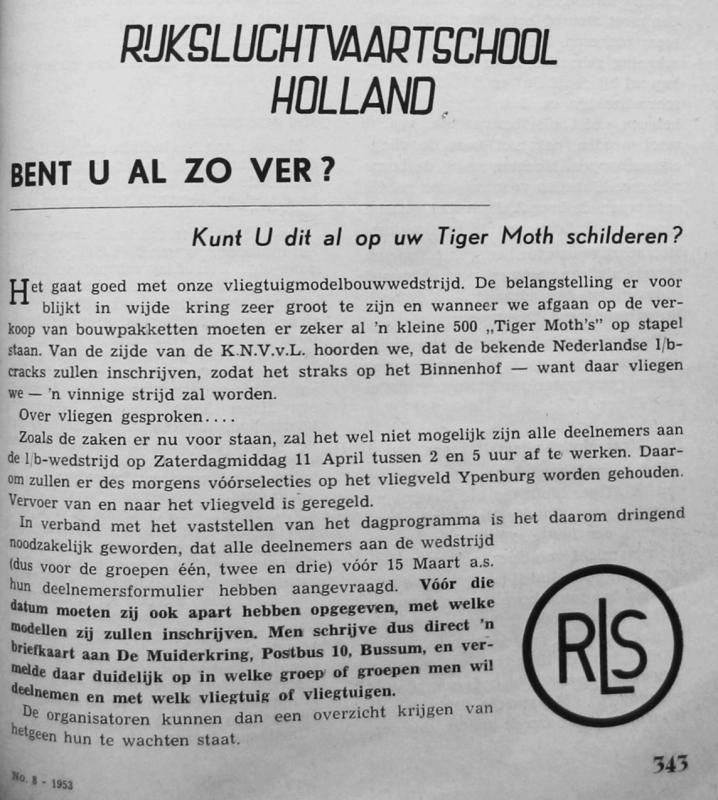 RIJKSLUCHTVAARTSCHOOL
HOLLAND
BENT U AL ZO VER?
Kunt U dit al op uw Tiger Moth schilderen?
Het gaat goed met onze vliegtuigmodelbouwwedstrijd. De belangstelling er voor
blijkt in wijde kring zeer groot te zijn en wanneer we afgaan op de ver-
koop van bouwpakketten moeten er zeker al 'n kleine 500 „Tiger Moth's” op stapel
staan. Van de zijde van de K.N.V.v.L. hoorden we, dat de bekende Nederlandse l/b-
cracks zullen inschrijven, zodat het straks op het Binnenhof — want daar vliegen
we — 'n vinnige strijd zal worden.
Over vliegen gesproken....
Zoals de zaken er nu voor staan, zal het wel niet mogelijk zijn alle deelnemers aan
de l/b-wedstrijd op Zaterdagmiddag 11 April tussen 2 en 5 uur af te werken. Daar-
om zullen er des morgens vóórselecties op het vliegveld Ypenburg worden gehouden.
Vervoer van en naar het vliegveld is geregeld.
In verband met het vaststellen van het dagprogramma is het daarom dringend
noodzakelijk geworden, dat alle deelnemers aan de wedstrijd
(dus voor de groepen één, twee en drie) vóór 15 Maart a.s.
hun deelnemersformulier hebben aangevraagd. Vóór die
datum moeten zij ook apart hebben opgegeven, met welke
modellen zij zullen inschrijven. Men schrijve dus direct 'n
briefkaart aan De Muiderkring, Postbus 10, Bussum, en ver-
melde daar duidelijk op in welke groep of groepen men wil
deelnemen en met welk vliegtuig of vliegtuigen.
De organisatoren kunnen dan een overzicht krijgen van
hetgeen hun te wachten staat.
RLS
343
No. 8 - 1953